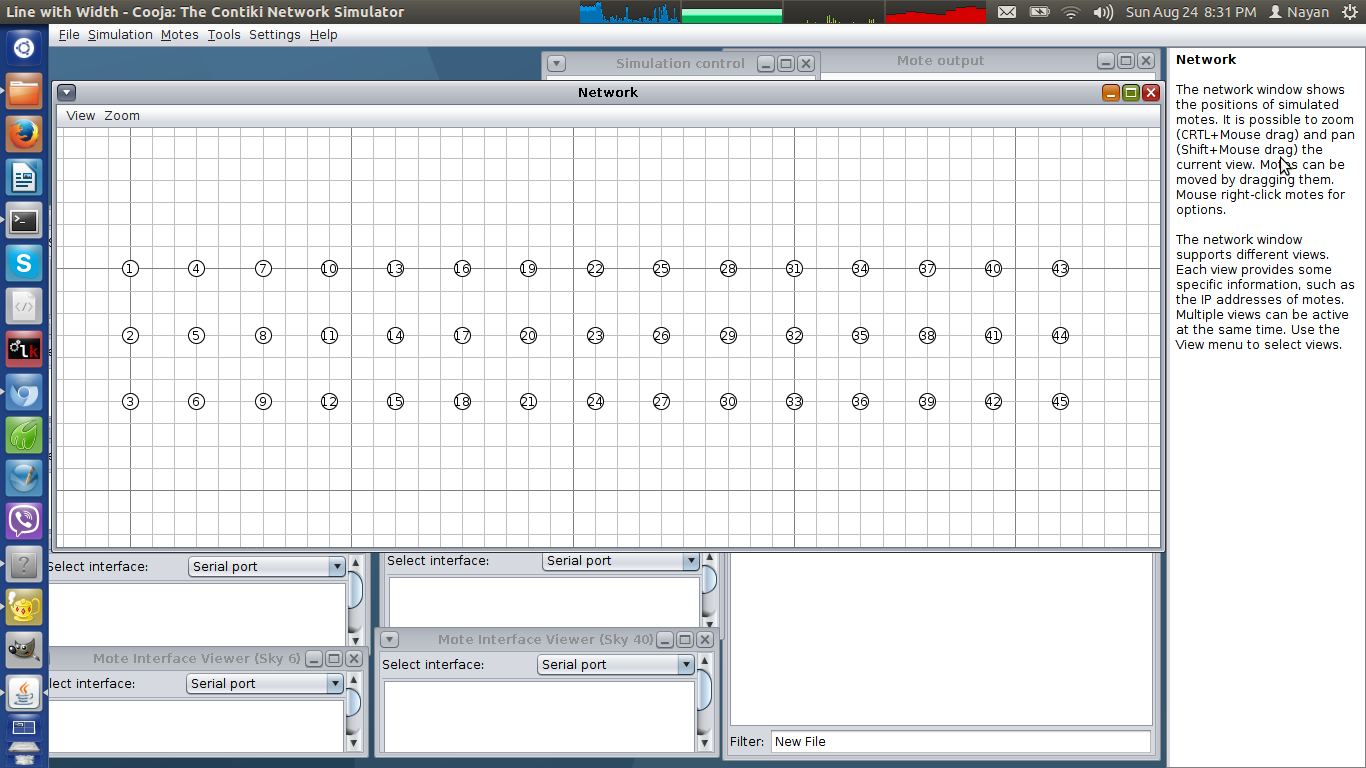 Line with Width - Cooja: The Contiki Network Simulator
Sun Aug 24 8:31 PM
Nayan
File Simulation Motes Tools Settings Help
Simulation control
Mote output
Network
View Zoom
1 4 7 10 13 16 19 22 25 28 31 34 37 40 43
2 5 8 11 14 17 20 23 26 29 32 35 38 41 44
3 6 9 12 15 18 21 24 27 30 33 36 39 42 45
Select interface: Serial port
Select interface: Serial port
Mote Interface Viewer (Sky 40)
Select interface: Serial port
Mote Interface Viewer (Sky 6)
lect interface: Serial port
Filter: New File
Network
The network window shows
the positions of simulated
motes. It is possible to zoom
(CRTL+Mouse drag) and pan
(Shift+Mouse drag) the
current view. Motes can be
moved by dragging them.
Mouse right-click motes for
options.
The network window
supports different views.
Each view provides some
specific information, such as
the IP addresses of motes.
Multiple views can be active
at the same time. Use the
View menu to select views.